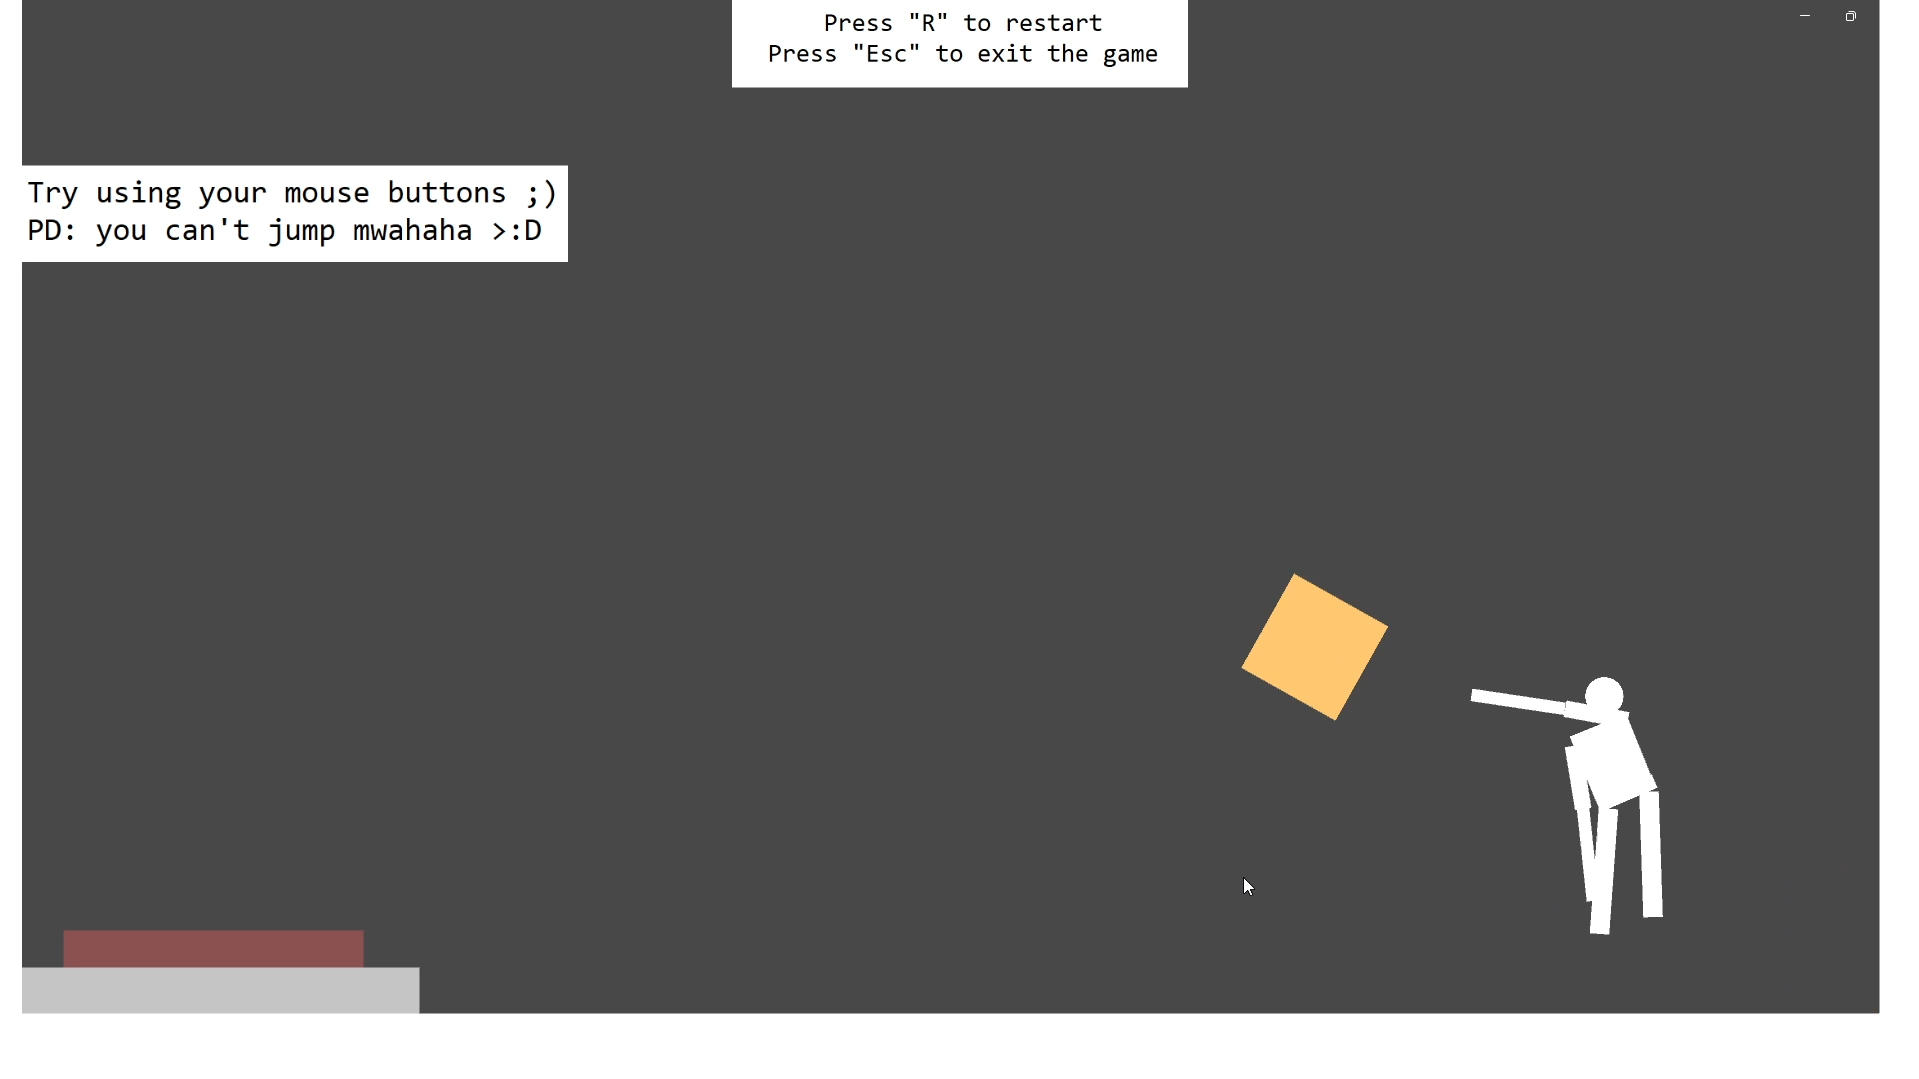 Press "R" to restart
Press "Esc" to exit the game
Try using your mouse buttons ;)
PD: you can't jump mwahaha >:D